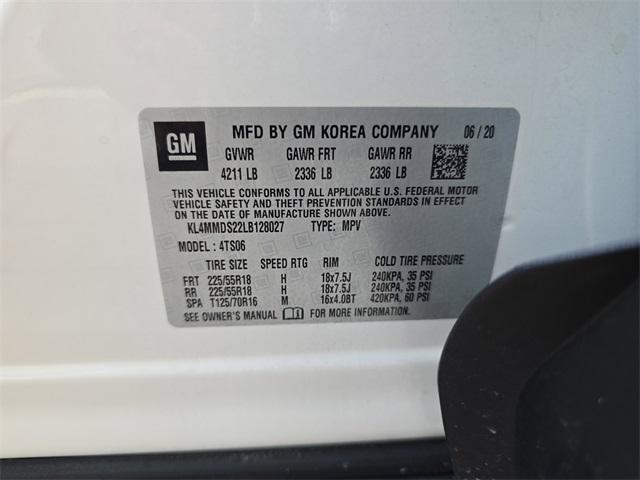 GM
MFD BY GM KOREA COMPANY 06 / 20
GVWR GAWR FRT GAWR RR
4211 LB 2336 LB 2336 LB
THIS VEHICLE CONFORMS TO ALL APPLICABLE U.S. FEDERAL MOTOR
VEHICLE SAFETY AND THEFT PREVENTION STANDARDS IN EFFECT ON
THE DATE OF MANUFACTURE SHOWN ABOVE.
KL4MMDS22LB128027 TYPE: MPV
MODEL : 4TS06
TIRE SIZE SPEED RTG RIM COLD TIRE PRESSURE
FRT 225/55R18 H 18x7.5J 240KPA, 35 PSI
RR 225/55R18 H 18x7.5J 240KPA, 35 PSI
SPA T125/70R16 M 16x4.0BT 420KPA, 60 PSI
SEE OWNER'S MANUAL FOR MORE INFORMATION.